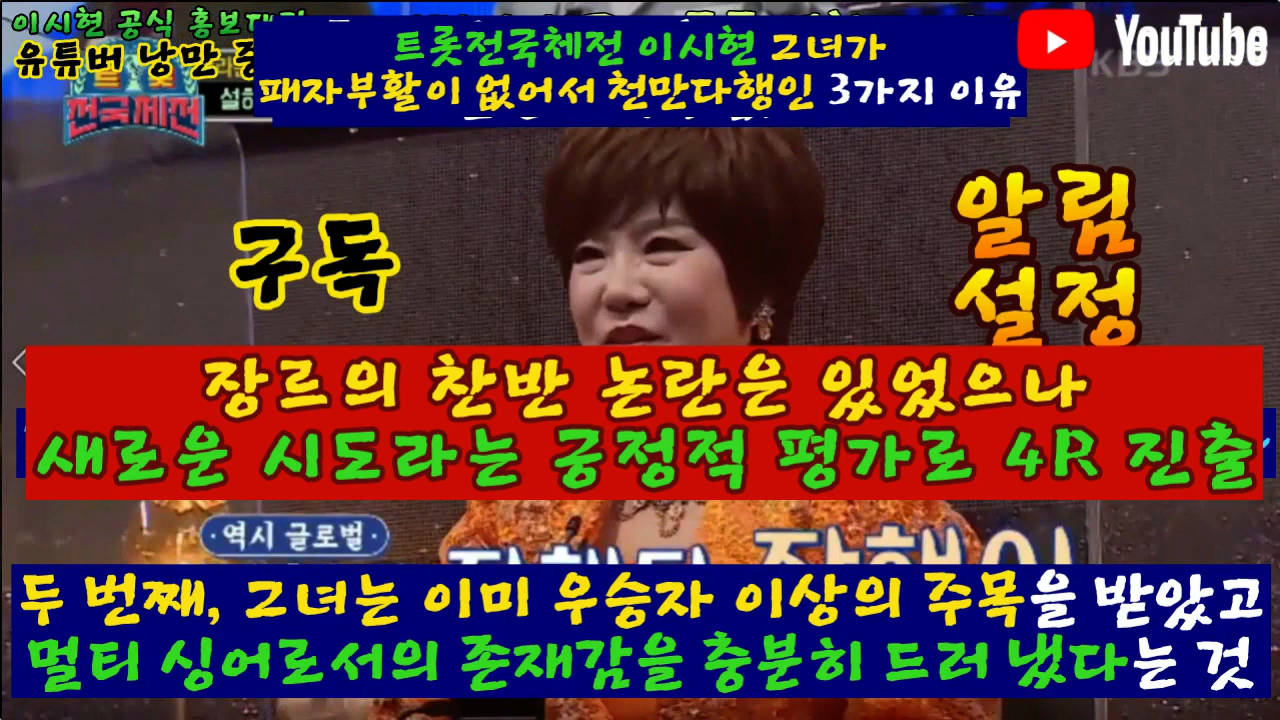 이시현 공식 홍보대
유튜버 낭만
트롯전국체전 이시현 그녀가
패자부활이 없어서 천만다행인 3가지 이유
YouTube
KBS
전국체전
구독
알림
설정
장르의 찬반 논란은 있었으나
새로운 시도라는 긍정적 평가로 4R 진출
·역시 글로벌·
두 번째, 그녀는 이미 우승자 이상의 주목을 받았고
멀티 싱어로서의 존재감을 충분히 드러 냈다는 것